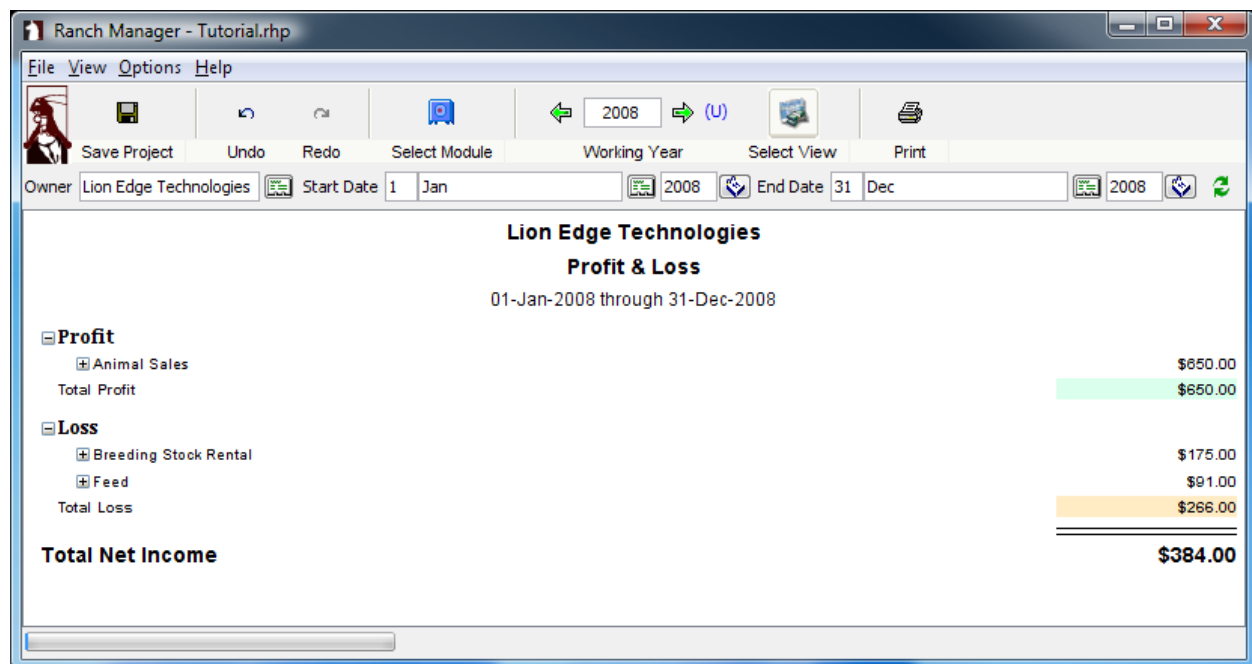 Ranch Manager - Tutorial.rhp
File View Options Help
2008 (U)
Save Project Undo Redo Select Module Working Year Select View Print
Owner Lion Edge Technologies Start Date 1 Jan 2008 End Date 31 Dec 2008
Lion Edge Technologies
Profit & Loss
01-Jan-2008 through 31-Dec-2008
Profit
Animal Sales $650.00
Total Profit $650.00
Loss
Breeding Stock Rental $175.00
Feed $91.00
Total Loss $266.00
Total Net Income $384.00